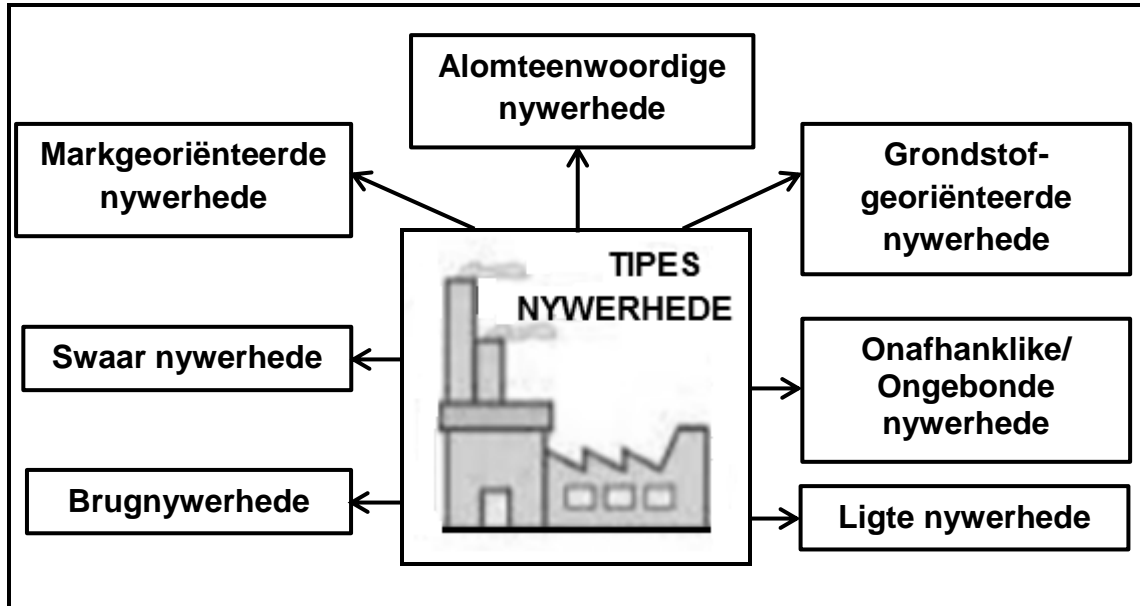 Alomteenwoordige
nywerhede
Markgeoriënteerde
nywerhede
Grondstof-
georiënteerde
nywerhede
TIPES
NYWERHEDE
Swaar nywerhede
Onafhanklike/
Ongebonde
nywerhede
Brugnywerhede
Ligte nywerhede